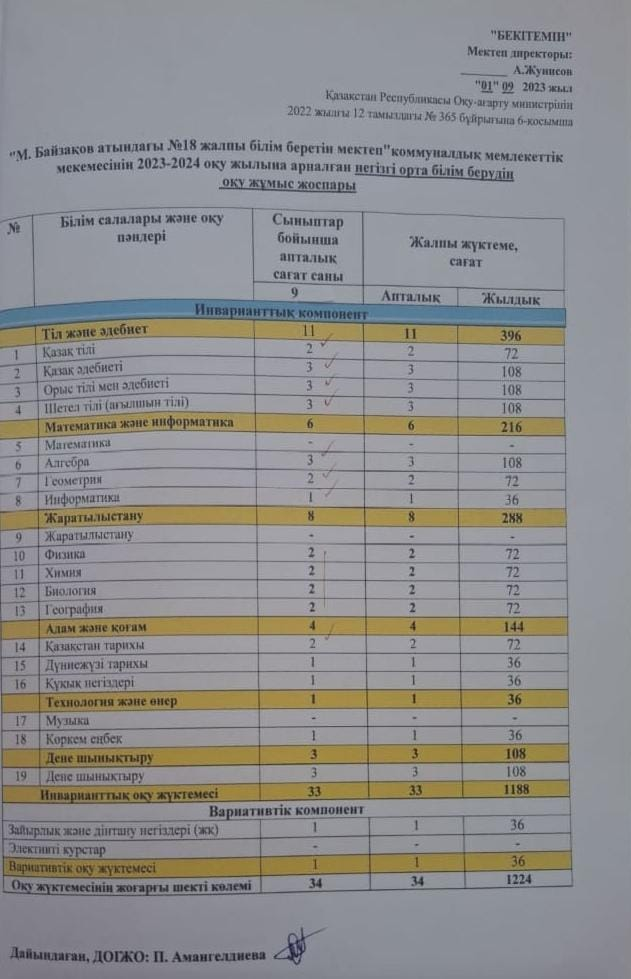 "БЕКІТЕМІН"
Мектеп директоры:
________ А.Жунисов
"01" 09 2023 жыл
Қазақстан Республикасы Оқу-ағарту министрінің
2022 жылғы 12 тамыздағы № 365 бұйрығына 6-қосымша
"М. Байзақов атындағы №18 жалпы білім беретін мектеп"коммуналдық мемлекеттік
мекемесінің 2023-2024 оқу жылына арналған негізгі орта білім берудің
оқу жұмыс жоспары
№ Білім салалары және оқу пәндері Сыныптар бойынша апталық сағат саны Жалпы жүктеме, сағат
9 Апталық Жылдық
Инварианттық компонент
Тіл және әдебиет 11 11 396
1 Қазақ тілі 2 2 72
2 Қазақ әдебиеті 3 3 108
3 Орыс тілі мен әдебиеті 3 3 108
4 Шетел тілі (ағылшын тілі) 3 3 108
Математика және информатика 6 6 216
5 Математика - - -
6 Алгебра 3 3 108
7 Геометрия 2 2 72
8 Информатика 1 1 36
Жаратылыстану 8 8 288
9 Жаратылыстану - - -
10 Физика 2 2 72
11 Химия 2 2 72
12 Биология 2 2 72
13 География 2 2 72
Адам және қоғам 4 4 144
14 Қазақстан тарихы 2 2 72
15 Дүниежүзі тарихы 1 1 36
16 Құқық негіздері 1 1 36
Технология және өнер 1 1 36
17 Музыка - - -
18 Көркем еңбек 1 1 36
Дене шынықтыру 3 3 108
19 Дене шынықтыру 3 3 108
Инварианттық оқу жүктемесі 33 33 1188
Вариативтік компонент
Зайырлық және дінтану негіздері (жк) 1 1 36
Элективті курстар - - -
Вариативтік оқу жүктемесі 1 1 36
Оқу жүктемесінің жоғарғы шекті көлемі 34 34 1224
Дайындаған, ДОІЖО: П. Амангелдиева